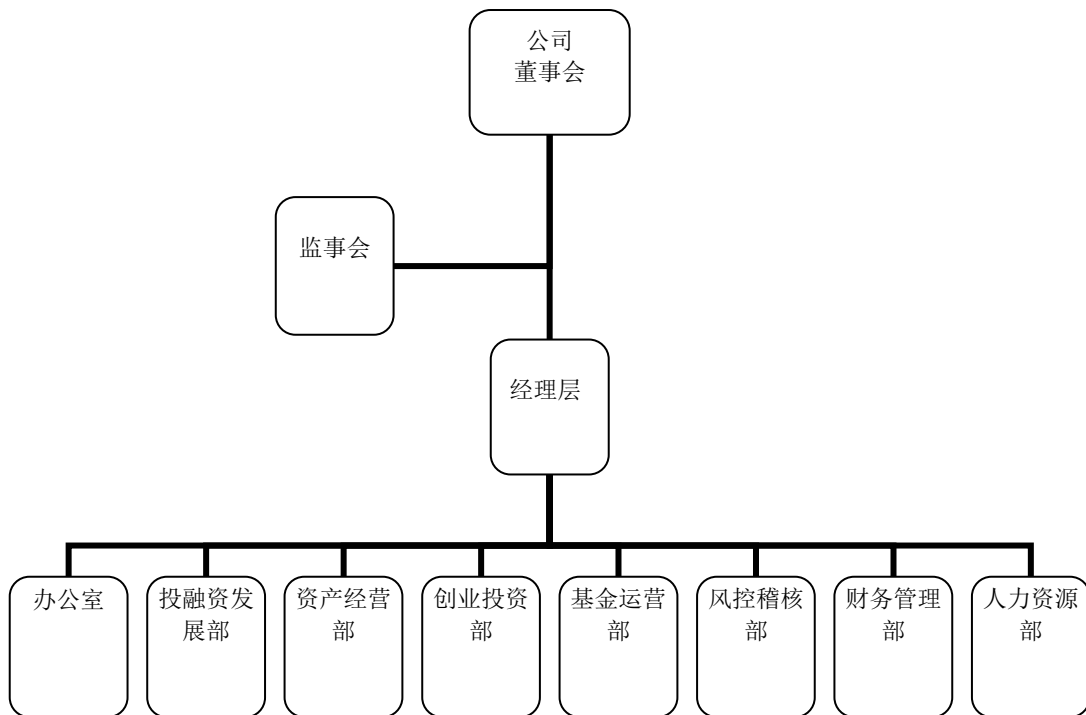 公司
董事会
监事会
经理层
办公室
投融资发
展部
资产经营
部
创业投资
部
基金运营
部
风控稽核
部
财务管理
部
人力资源
部